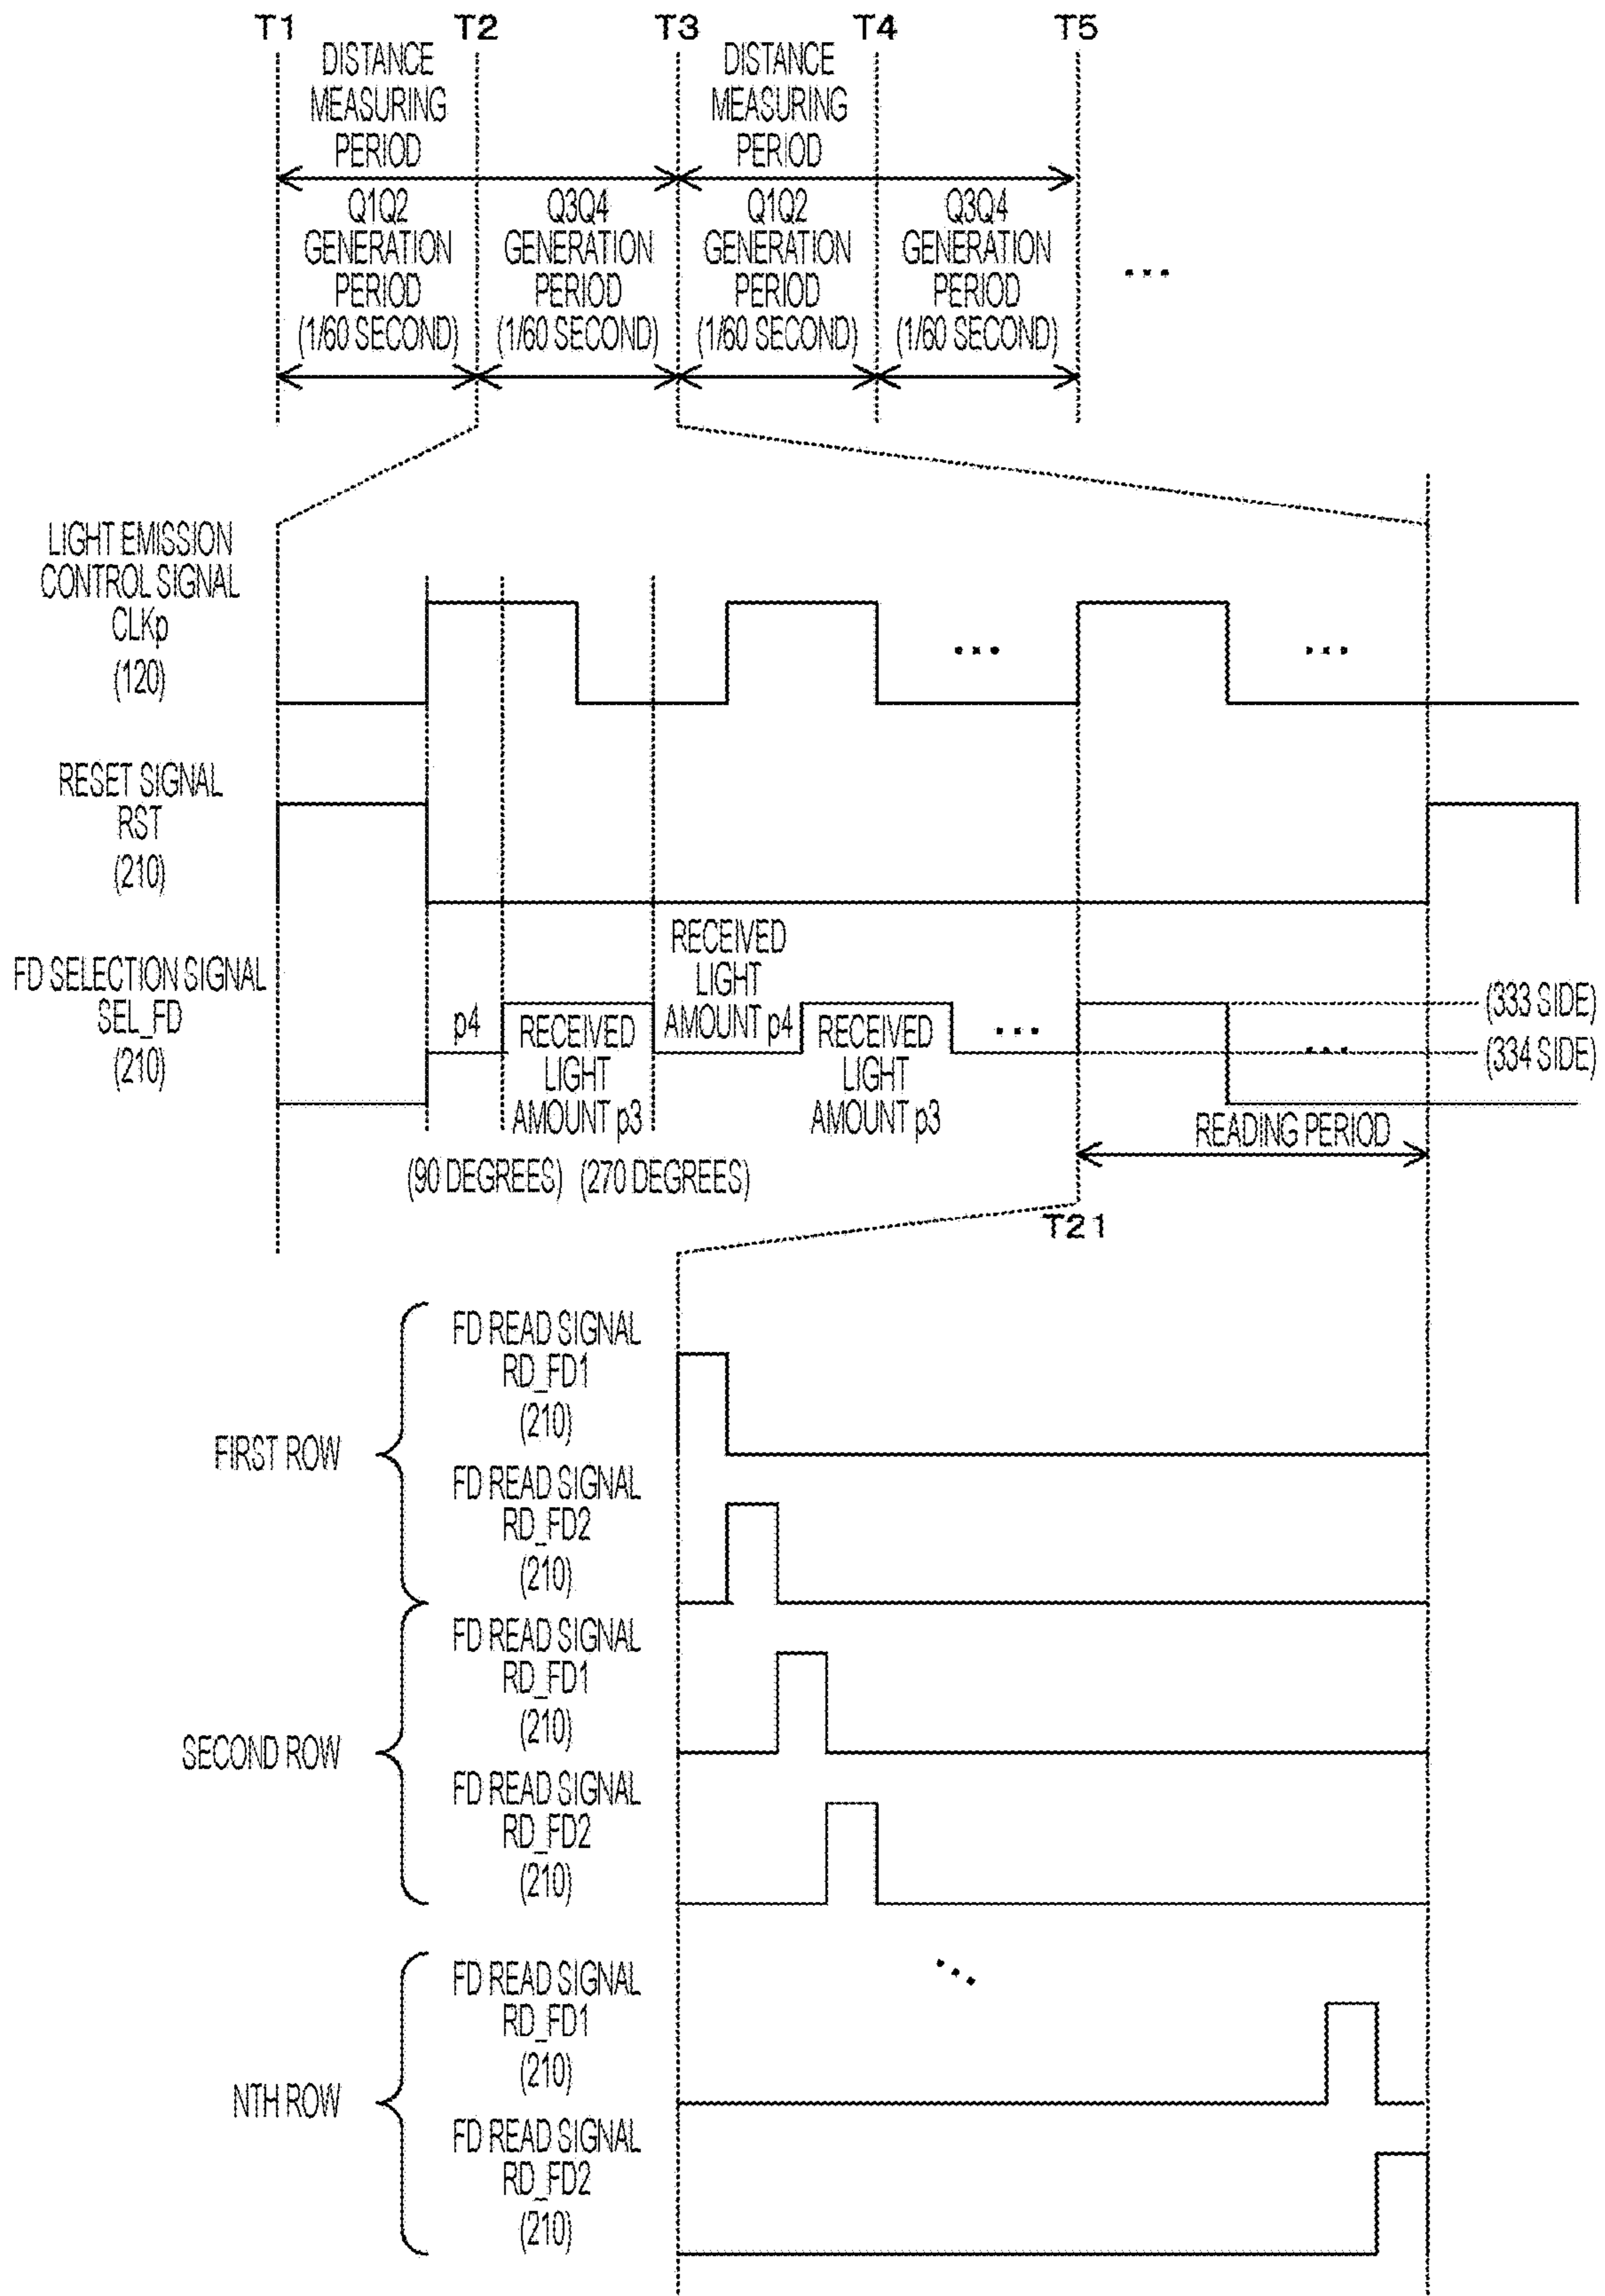 T1 T2 T3 T4 T5
DISTANCE
MEASURING
PERIOD
DISTANCE
MEASURING
PERIOD
Q1Q2
GENERATION
PERIOD
(1/60 SECOND)
Q3Q4
GENERATION
PERIOD
(1/60 SECOND)
Q1Q2
GENERATION
PERIOD
(1/60 SECOND)
Q3Q4
GENERATION
PERIOD
(1/60 SECOND)
...
LIGHT EMISSION
CONTROL SIGNAL
CLKp
(120)
... ...
RESET SIGNAL
RST
(210)
FD SELECTION SIGNAL
SEL_FD
(210)
p4
RECEIVED
LIGHT
AMOUNT p3
RECEIVED
LIGHT
AMOUNT p4
RECEIVED
LIGHT
AMOUNT p3
... ...
(333 SIDE)
(334 SIDE)
READING PERIOD
(90 DEGREES) (270 DEGREES)
T21
FIRST ROW
FD READ SIGNAL
RD_FD1
(210)
FD READ SIGNAL
RD_FD2
(210)
SECOND ROW
FD READ SIGNAL
RD_FD1
(210)
FD READ SIGNAL
RD_FD2
(210)
...
NTH ROW
FD READ SIGNAL
RD_FD1
(210)
FD READ SIGNAL
RD_FD2
(210)